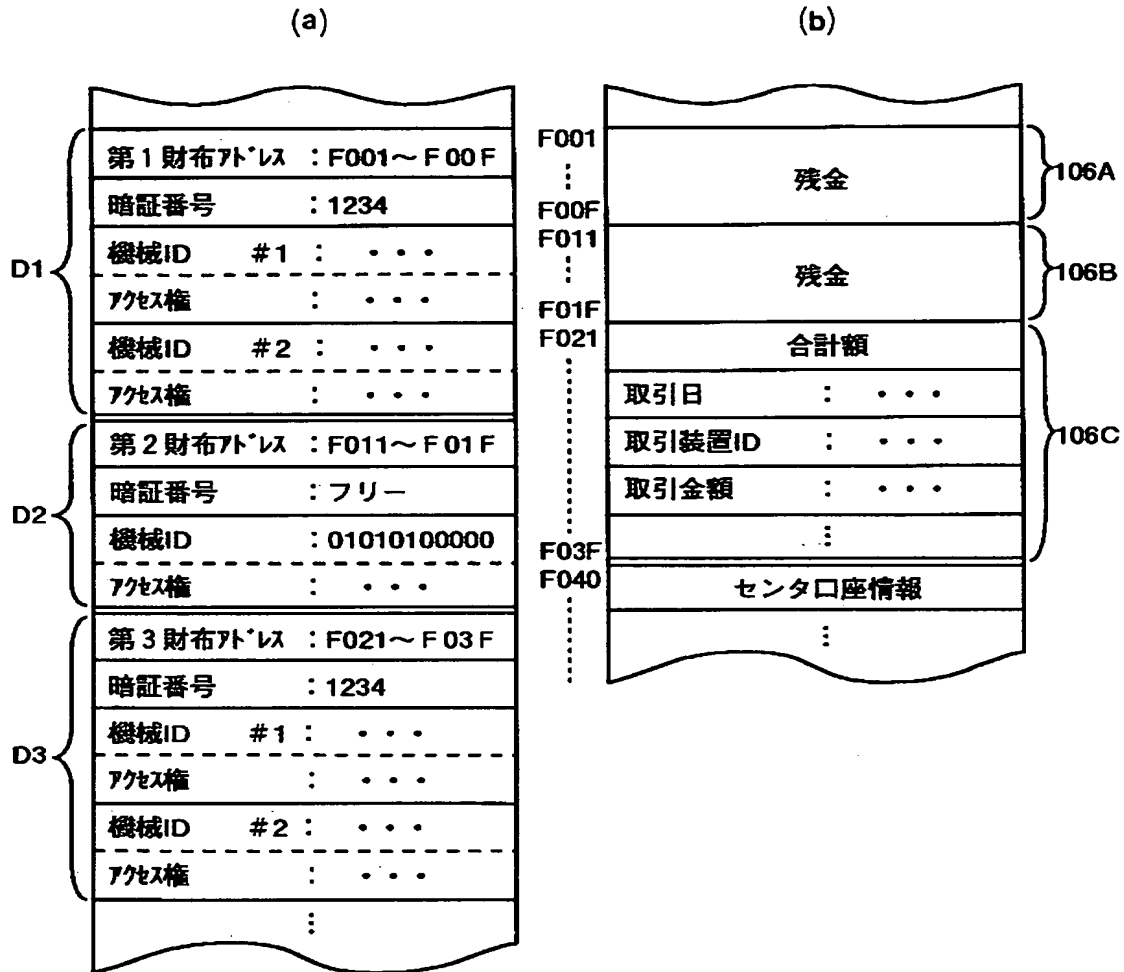 (a)
D1
第1財布アドレス : F001～F00F
暗証番号 : 1234
機械ID #1 : ・・・
アクセス権 : ・・・
機械ID #2 : ・・・
アクセス権 : ・・・
D2
第2財布アドレス : F011～F01F
暗証番号 : フリー
機械ID : 01010100000
アクセス権 : ・・・
D3
第3財布アドレス : F021～F03F
暗証番号 : 1234
機械ID #1 : ・・・
アクセス権 : ・・・
機械ID #2 : ・・・
アクセス権 : ・・・
⋮
(b)
F001
残金
106A
F00F
F011
残金
106B
F01F
F021
合計額
取引日 : ・・・
取引装置ID : ・・・
106C
取引金額 : ・・・
⋮
F03F
F040
センタ口座情報
⋮